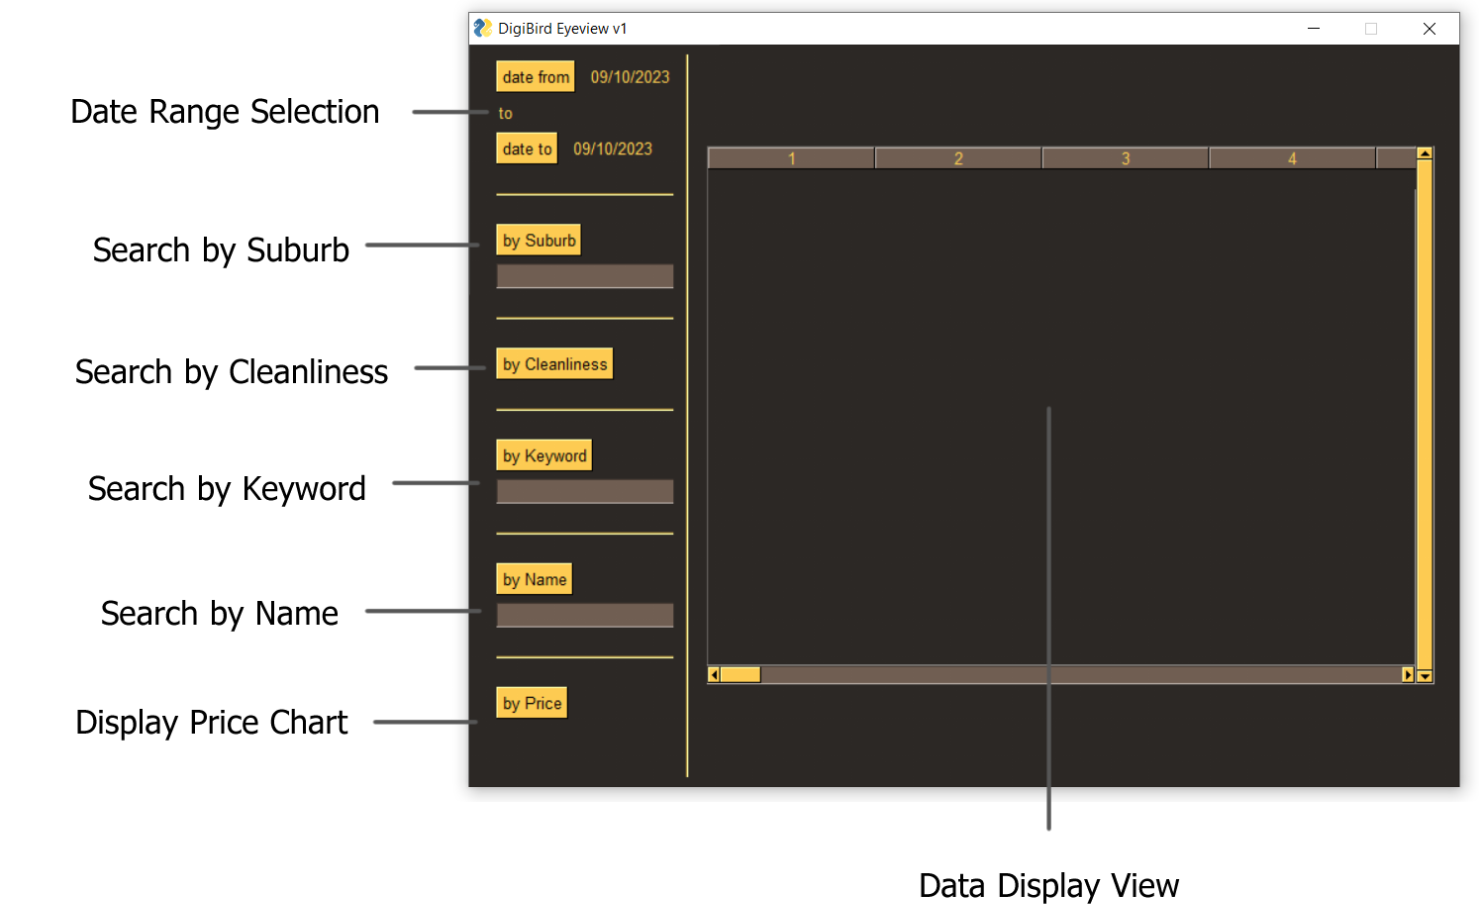 DigiBird Eyeview v1
date from 09/10/2023
Date Range Selection
to
date to 09/10/2023
1 2 3 4
Search by Suburb
by Suburb
Search by Cleanliness
by Cleanliness
by Keyword
Search by Keyword
by Name
Search by Name
by Price
Display Price Chart
Data Display View